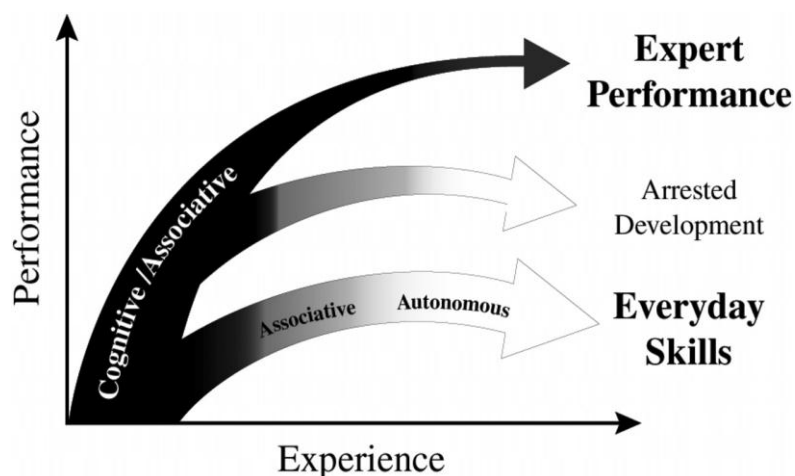 Expert
Performance
Performance
Cognitive /Associative
Arrested
Development
Associative
Autonomous
Everyday
Skills
Experience